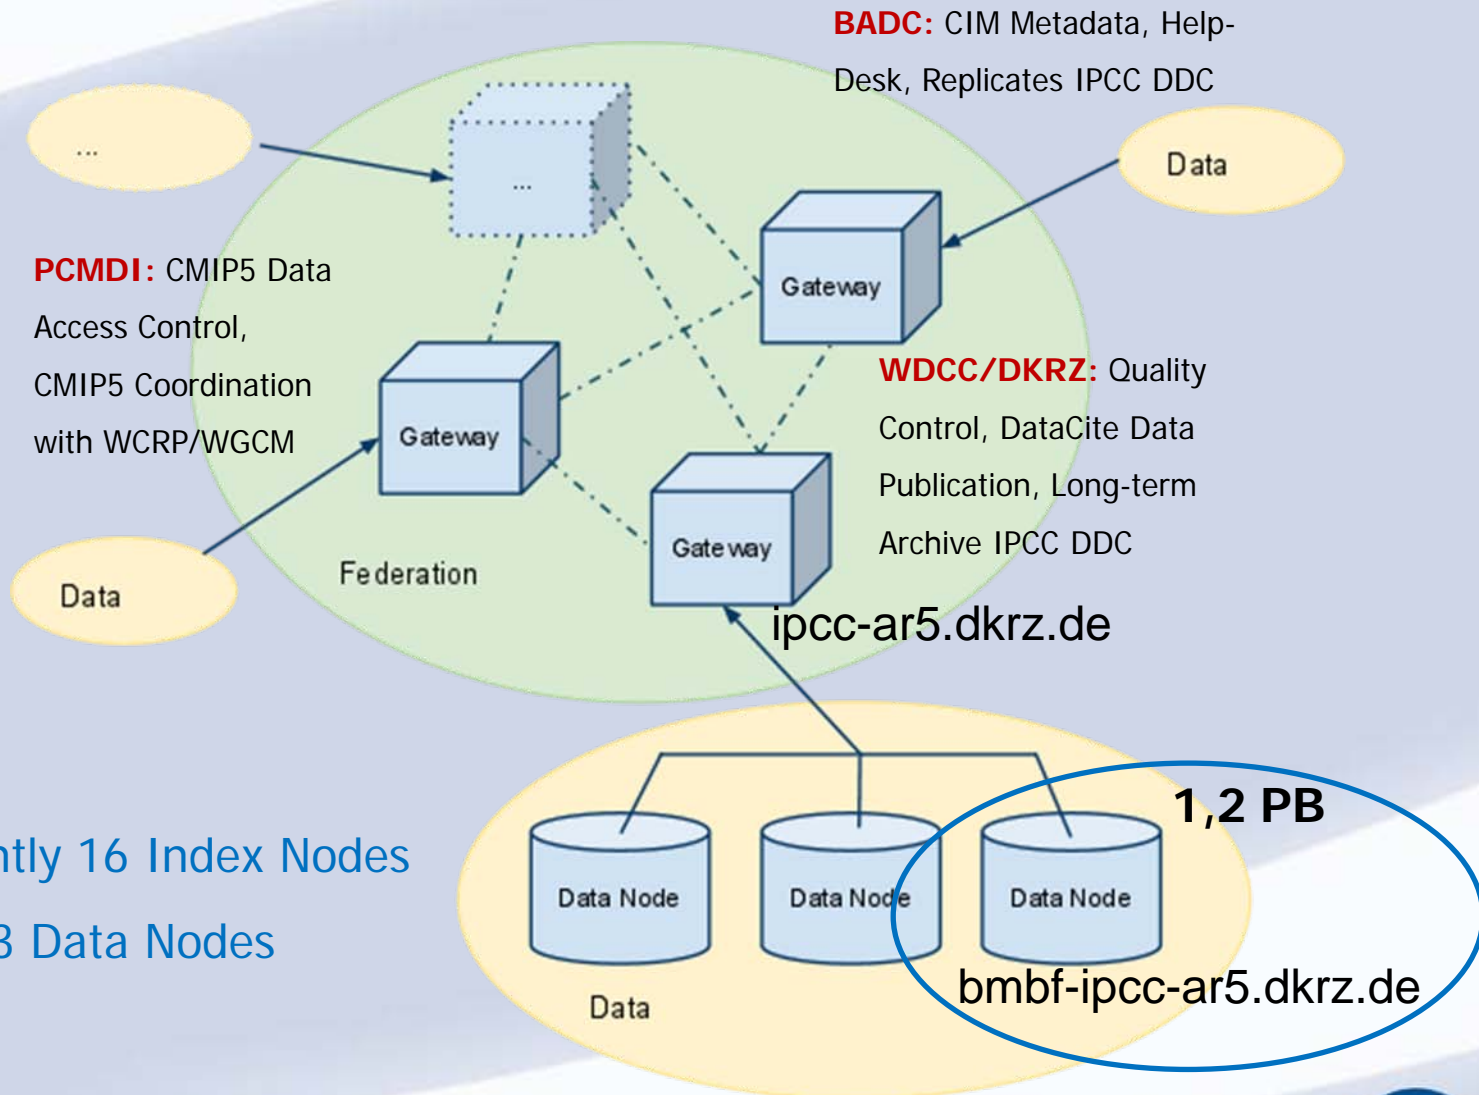 BADC: CIM Metadata, Help-
Desk, Replicates IPCC DDC
...
...
Data
Gateway
PCMDI: CMIP5 Data
Access Control,
CMIP5 Coordination
with WCRP/WGCM
Gateway
WDCC/DKRZ: Quality
Control, DataCite Data
Publication, Long-term
Archive IPCC DDC
Gateway
Federation
Data
ipcc-ar5.dkrz.de
1,2 PB
16 Index Nodes
Data Nodes
Data Node
Data Node
Data Node
bmbf-ipcc-ar5.dkrz.de
Data